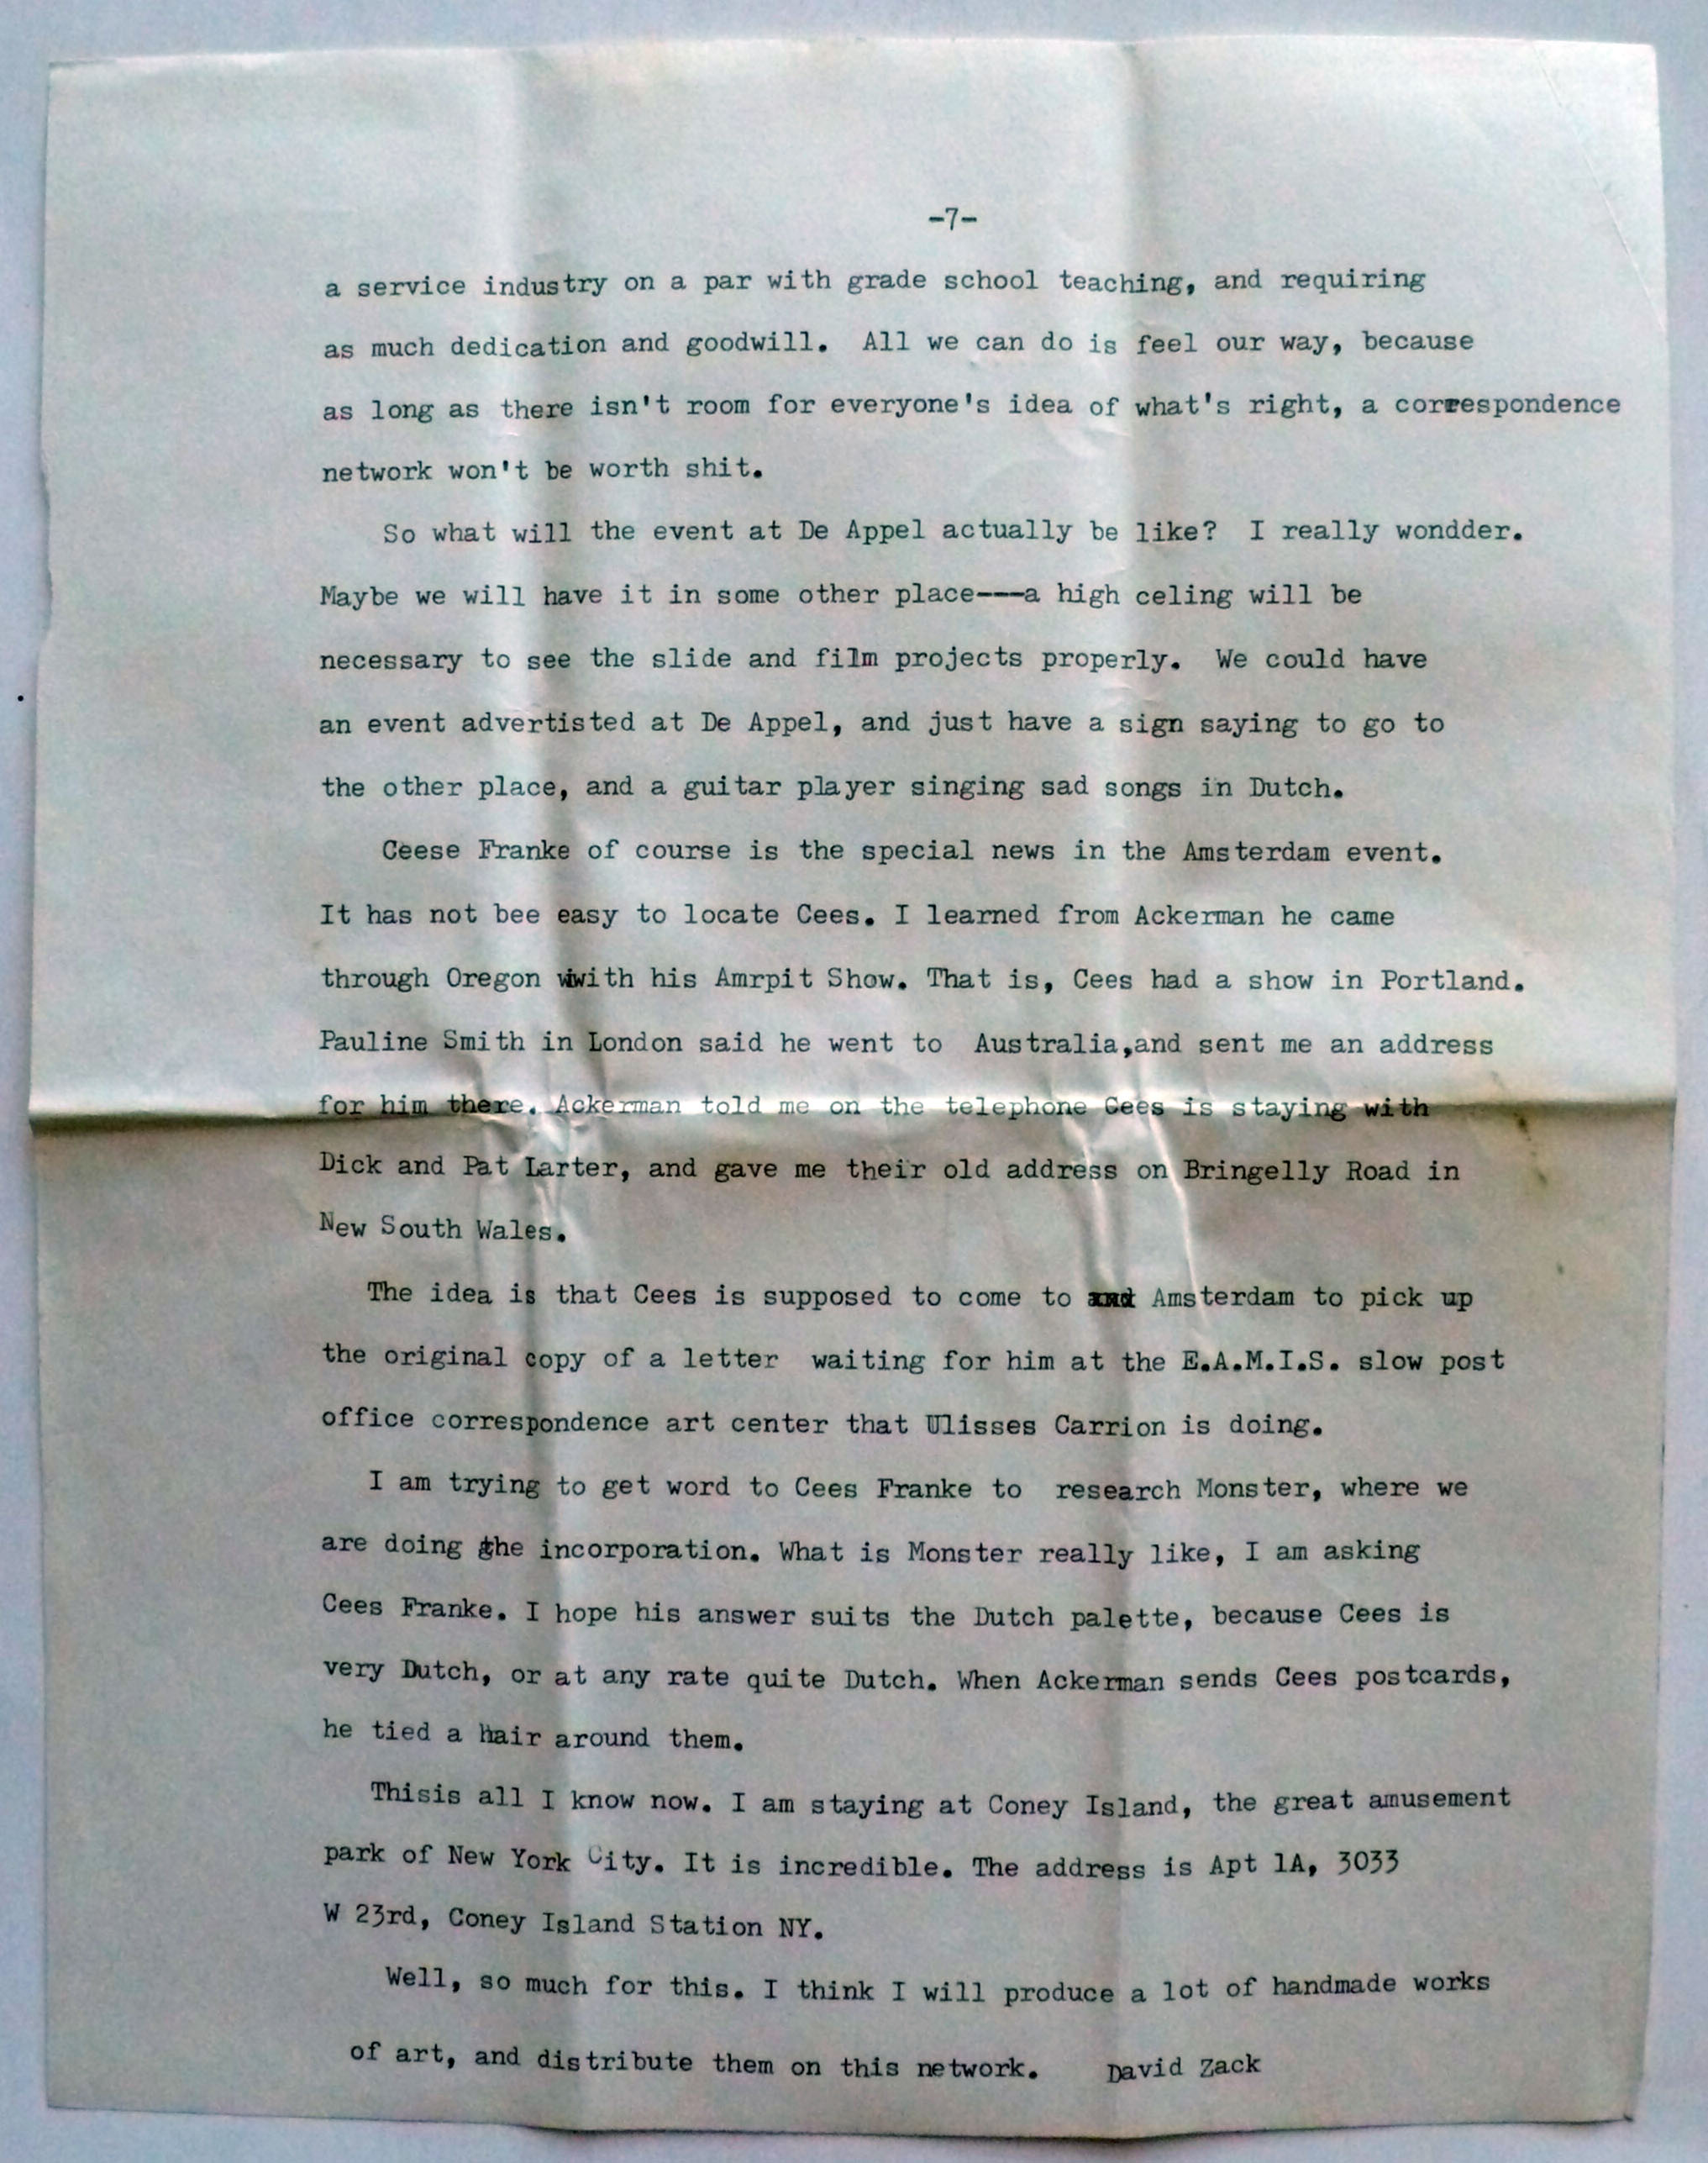 -7-
a service industry on a par with grade school teaching, and requiring
as much dedication and goodwill.  All we can do is feel our way, because
as long as there isn't room for everyone's idea of what's right, a correspondence
network won't be worth shit.
So what will the event at De Appel actually be like?  I really wondder.
Maybe we will have it in some other place---a high celing will be
necessary to see the slide and film projects properly.  We could have
an event advertisted at De Appel, and just have a sign saying to go to
the other place, and a guitar player singing sad songs in Dutch.
Ceese Franke of course is the special news in the Amsterdam event.
It has not bee easy to locate Cees. I learned from Ackerman he came
through Oregon with his Amrpit Show. That is, Cees had a show in Portland.
Pauline Smith in London said he went to  Australia,and sent me an address
for him there. Ackerman told me on the telephone Cees is staying with
Dick and Pat Larter, and gave me their old address on Bringelly Road in
New South Wales.
The idea is that Cees is supposed to come to Amsterdam to pick up
the original copy of a letter  waiting for him at the E.A.M.I.S. slow post
office correspondence art center that Ulisses Carrion is doing.
I am trying to get word to Cees Franke to  research Monster, where we
are doing the incorporation. What is Monster really like, I am asking
Cees Franke. I hope his answer suits the Dutch palette, because Cees is
very Dutch, or at any rate quite Dutch. When Ackerman sends Cees postcards,
he tied a hair around them.
Thisis all I know now. I am staying at Coney Island, the great amusement
park of New York City. It is incredible. The address is Apt 1A, 3033
W 23rd, Coney Island Station NY.
Well, so much for this. I think I will produce a lot of handmade works
of art, and distribute them on this network.    David Zack